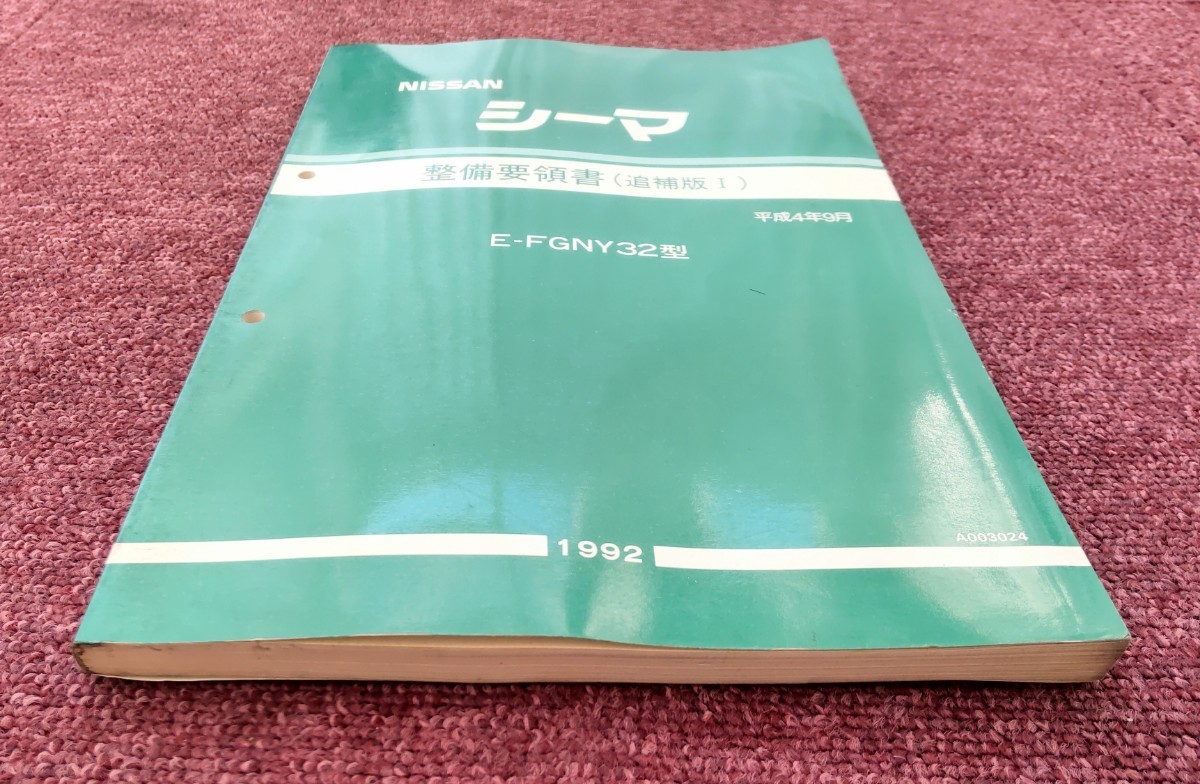 NISSAN
シーマ
整備要領書(追補版Ⅰ)
平成4年9月
E-FGNY32型
A003024
1992